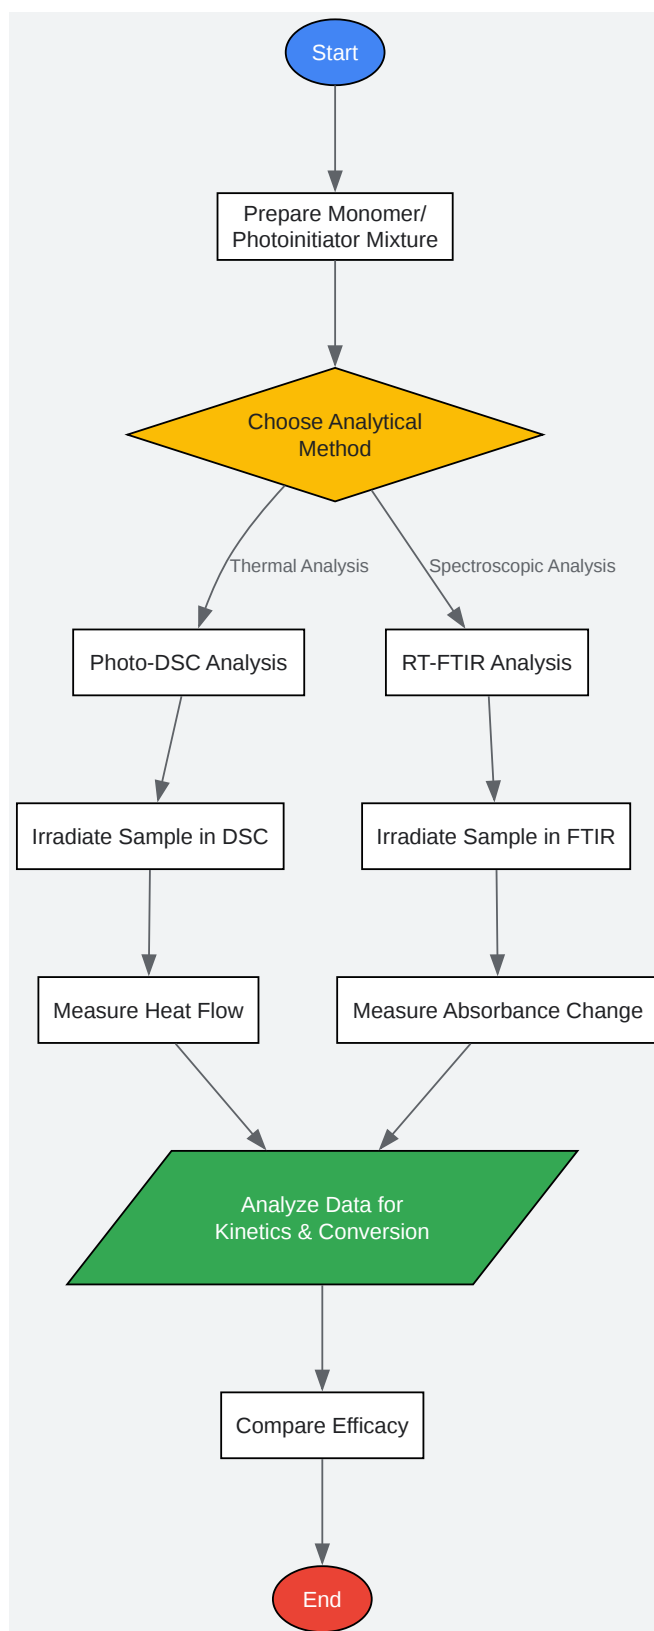 Start
Prepare Monomer/
Photoinitiator Mixture
Choose Analytical
Method
Thermal Analysis
Spectroscopic Analysis
Photo-DSC Analysis
RT-FTIR Analysis
Irradiate Sample in DSC
Irradiate Sample in FTIR
Measure Heat Flow
Measure Absorbance Change
Analyze Data for
Kinetics & Conversion
Compare Efficacy
End